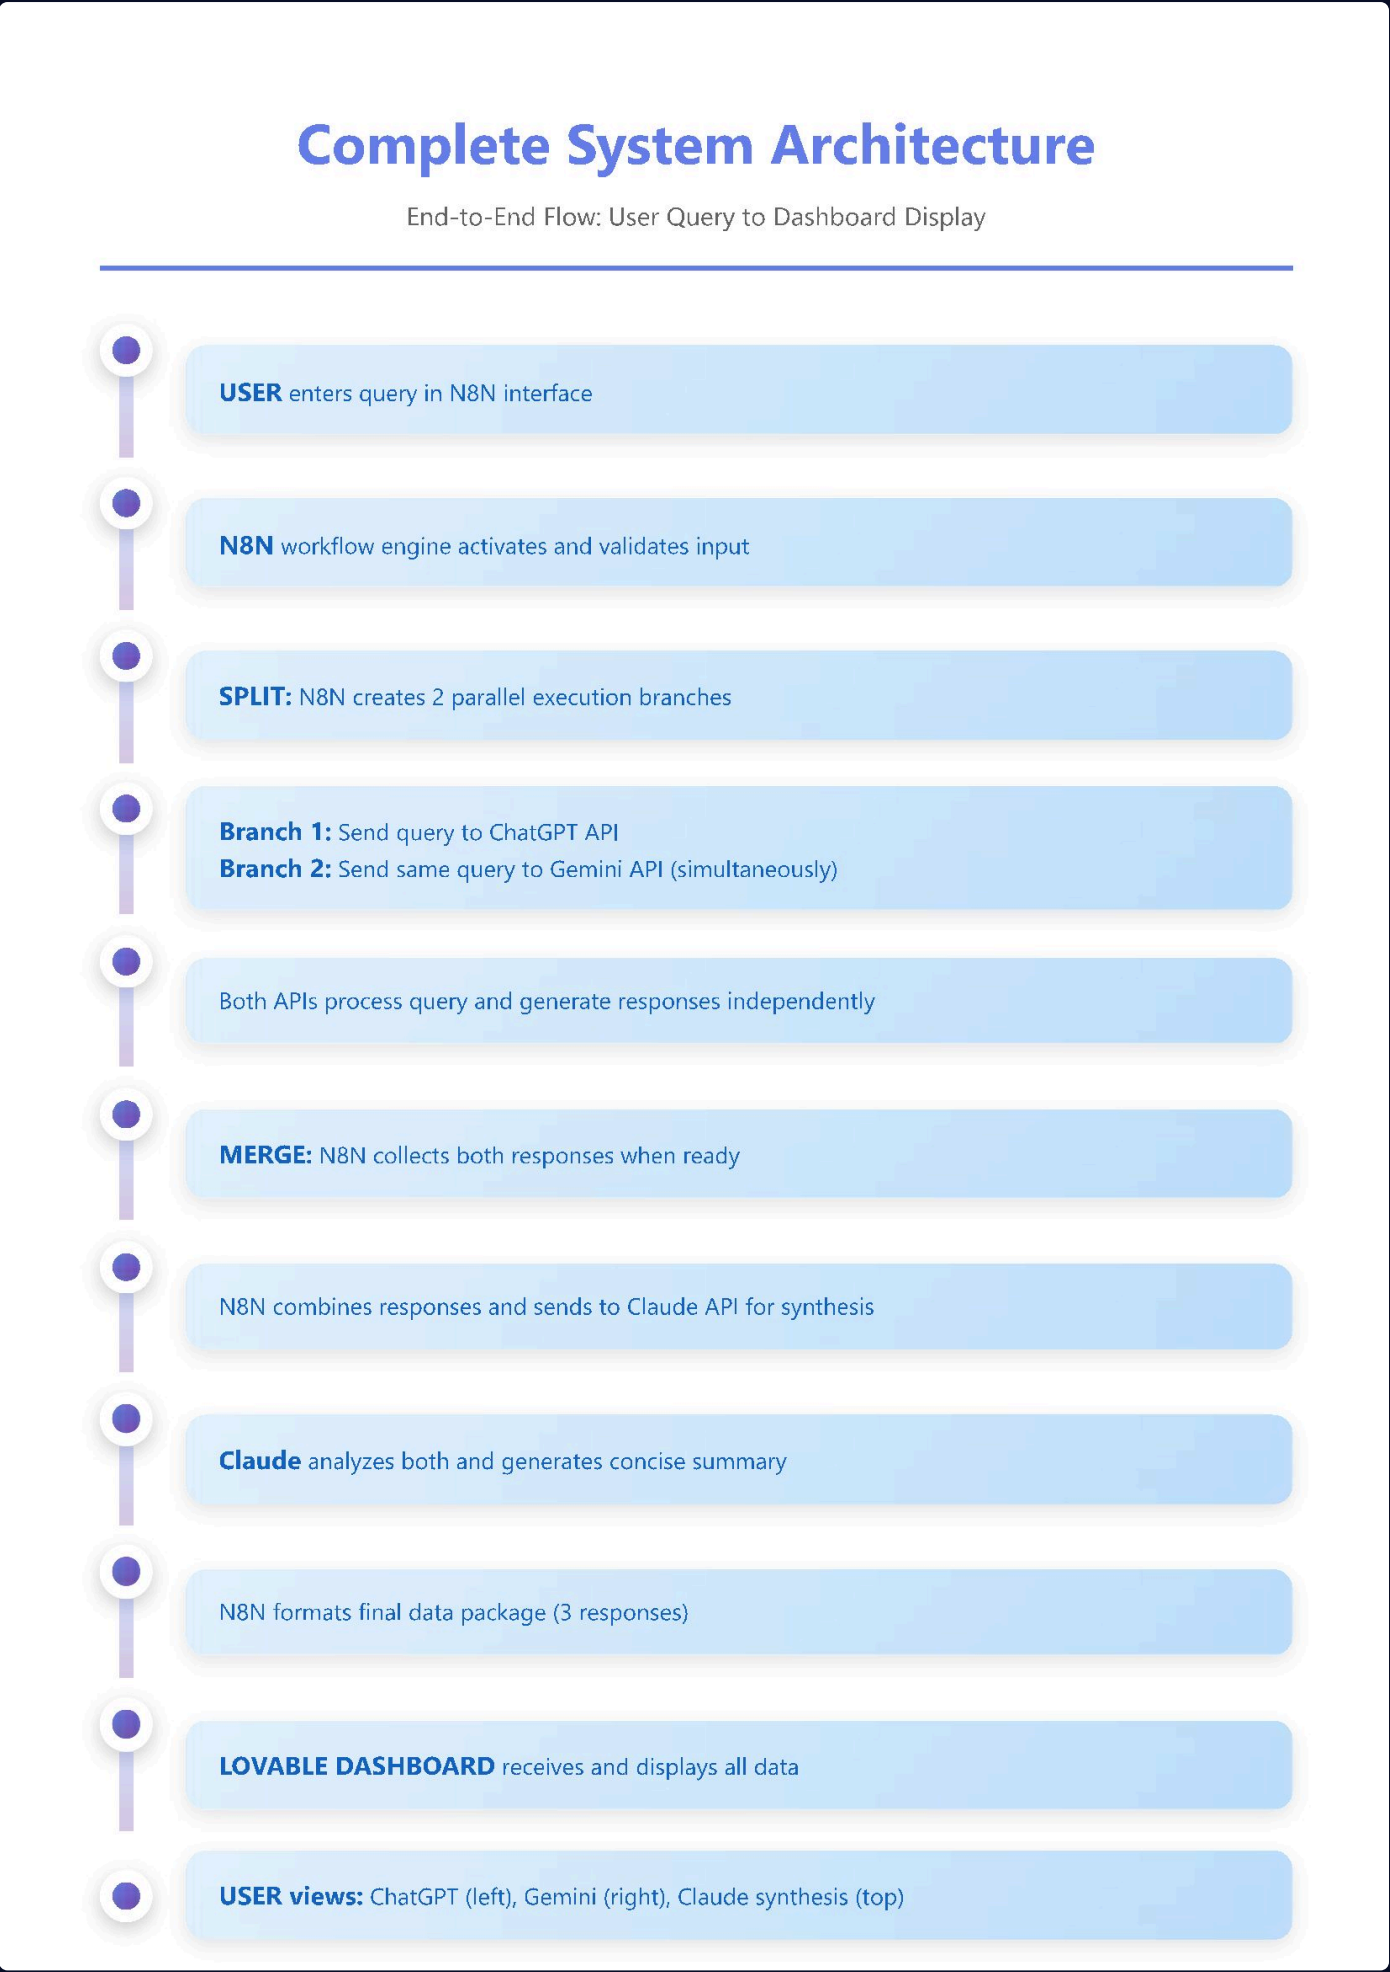 Complete System Architecture
End-to-End Flow: User Query to Dashboard Display
USER enters query in N8N interface
N8N workflow engine activates and validates input
SPLIT: N8N creates 2 parallel execution branches
Branch 1: Send query to ChatGPT API
Branch 2: Send same query to Gemini API (simultaneously)
Both APIs process query and generate responses independently
MERGE: N8N collects both responses when ready
N8N combines responses and sends to Claude API for synthesis
Claude analyzes both and generates concise summary
N8N formats final data package (3 responses)
LOVABLE DASHBOARD receives and displays all data
USER views: ChatGPT (left), Gemini (right), Claude synthesis (top)